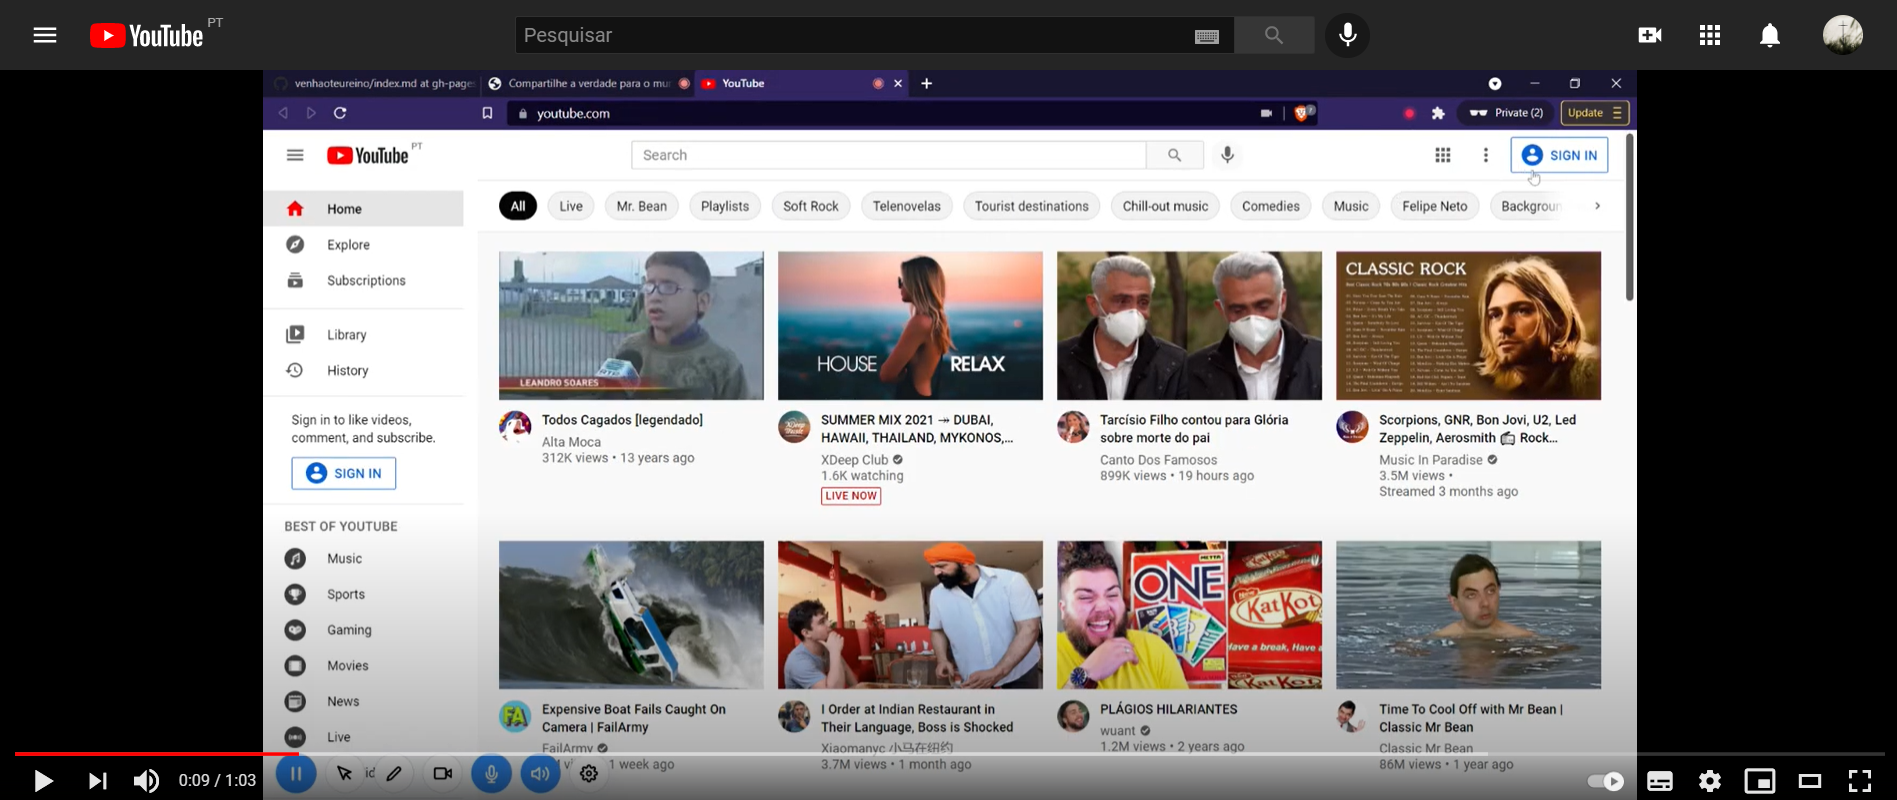 YouTube PT
Pesquisar
venhaoteureino/index.md at gh-page
Compartilhe a verdade para o mu
YouTube
youtube.com
Private (2)
Update
YouTube PT
Search
SIGN IN
Home
Explore
Subscriptions
Library
History
Sign in to like videos,
comment, and subscribe.
SIGN IN
BEST OF YOUTUBE
Music
Sports
Gaming
Movies
News
Live
All
Live
Mr. Bean
Playlists
Soft Rock
Telenovelas
Tourist destinations
Chill-out music
Comedies
Music
Felipe Neto
Backgroun
LEANDRO SOARES
Todos Cagados [legendado]
Alta Moca
312K views • 13 years ago
HOUSE RELAX
SUMMER MIX 2021 ↠ DUBAI,
HAWAII, THAILAND, MYKONOS,...
XDeep Club
1.6K watching
LIVE NOW
Tarcísio Filho contou para Glória
sobre morte do pai
Canto Dos Famosos
899K views • 19 hours ago
CLASSIC ROCK
Scorpions, GNR, Bon Jovi, U2, Led
Zeppelin, Aerosmith 📻 Rock...
Music In Paradise
3.5M views •
Streamed 3 months ago
FA
Expensive Boat Fails Caught On
Camera | FailArmy
FailArmy
1 week ago
I Order at Indian Restaurant in
Their Language, Boss is Shocked
Xiaomanyc 小马在纽约
3.7M views • 1 month ago
ONE
KatKot
Have a break, Have a
KatKot
PLÁGIOS HILARIANTES
wuant
1.2M views • 2 years ago
Time To Cool Off with Mr Bean |
Classic Mr Bean
Classic Mr Bean
86M views • 1 year ago
0:09 / 1:03